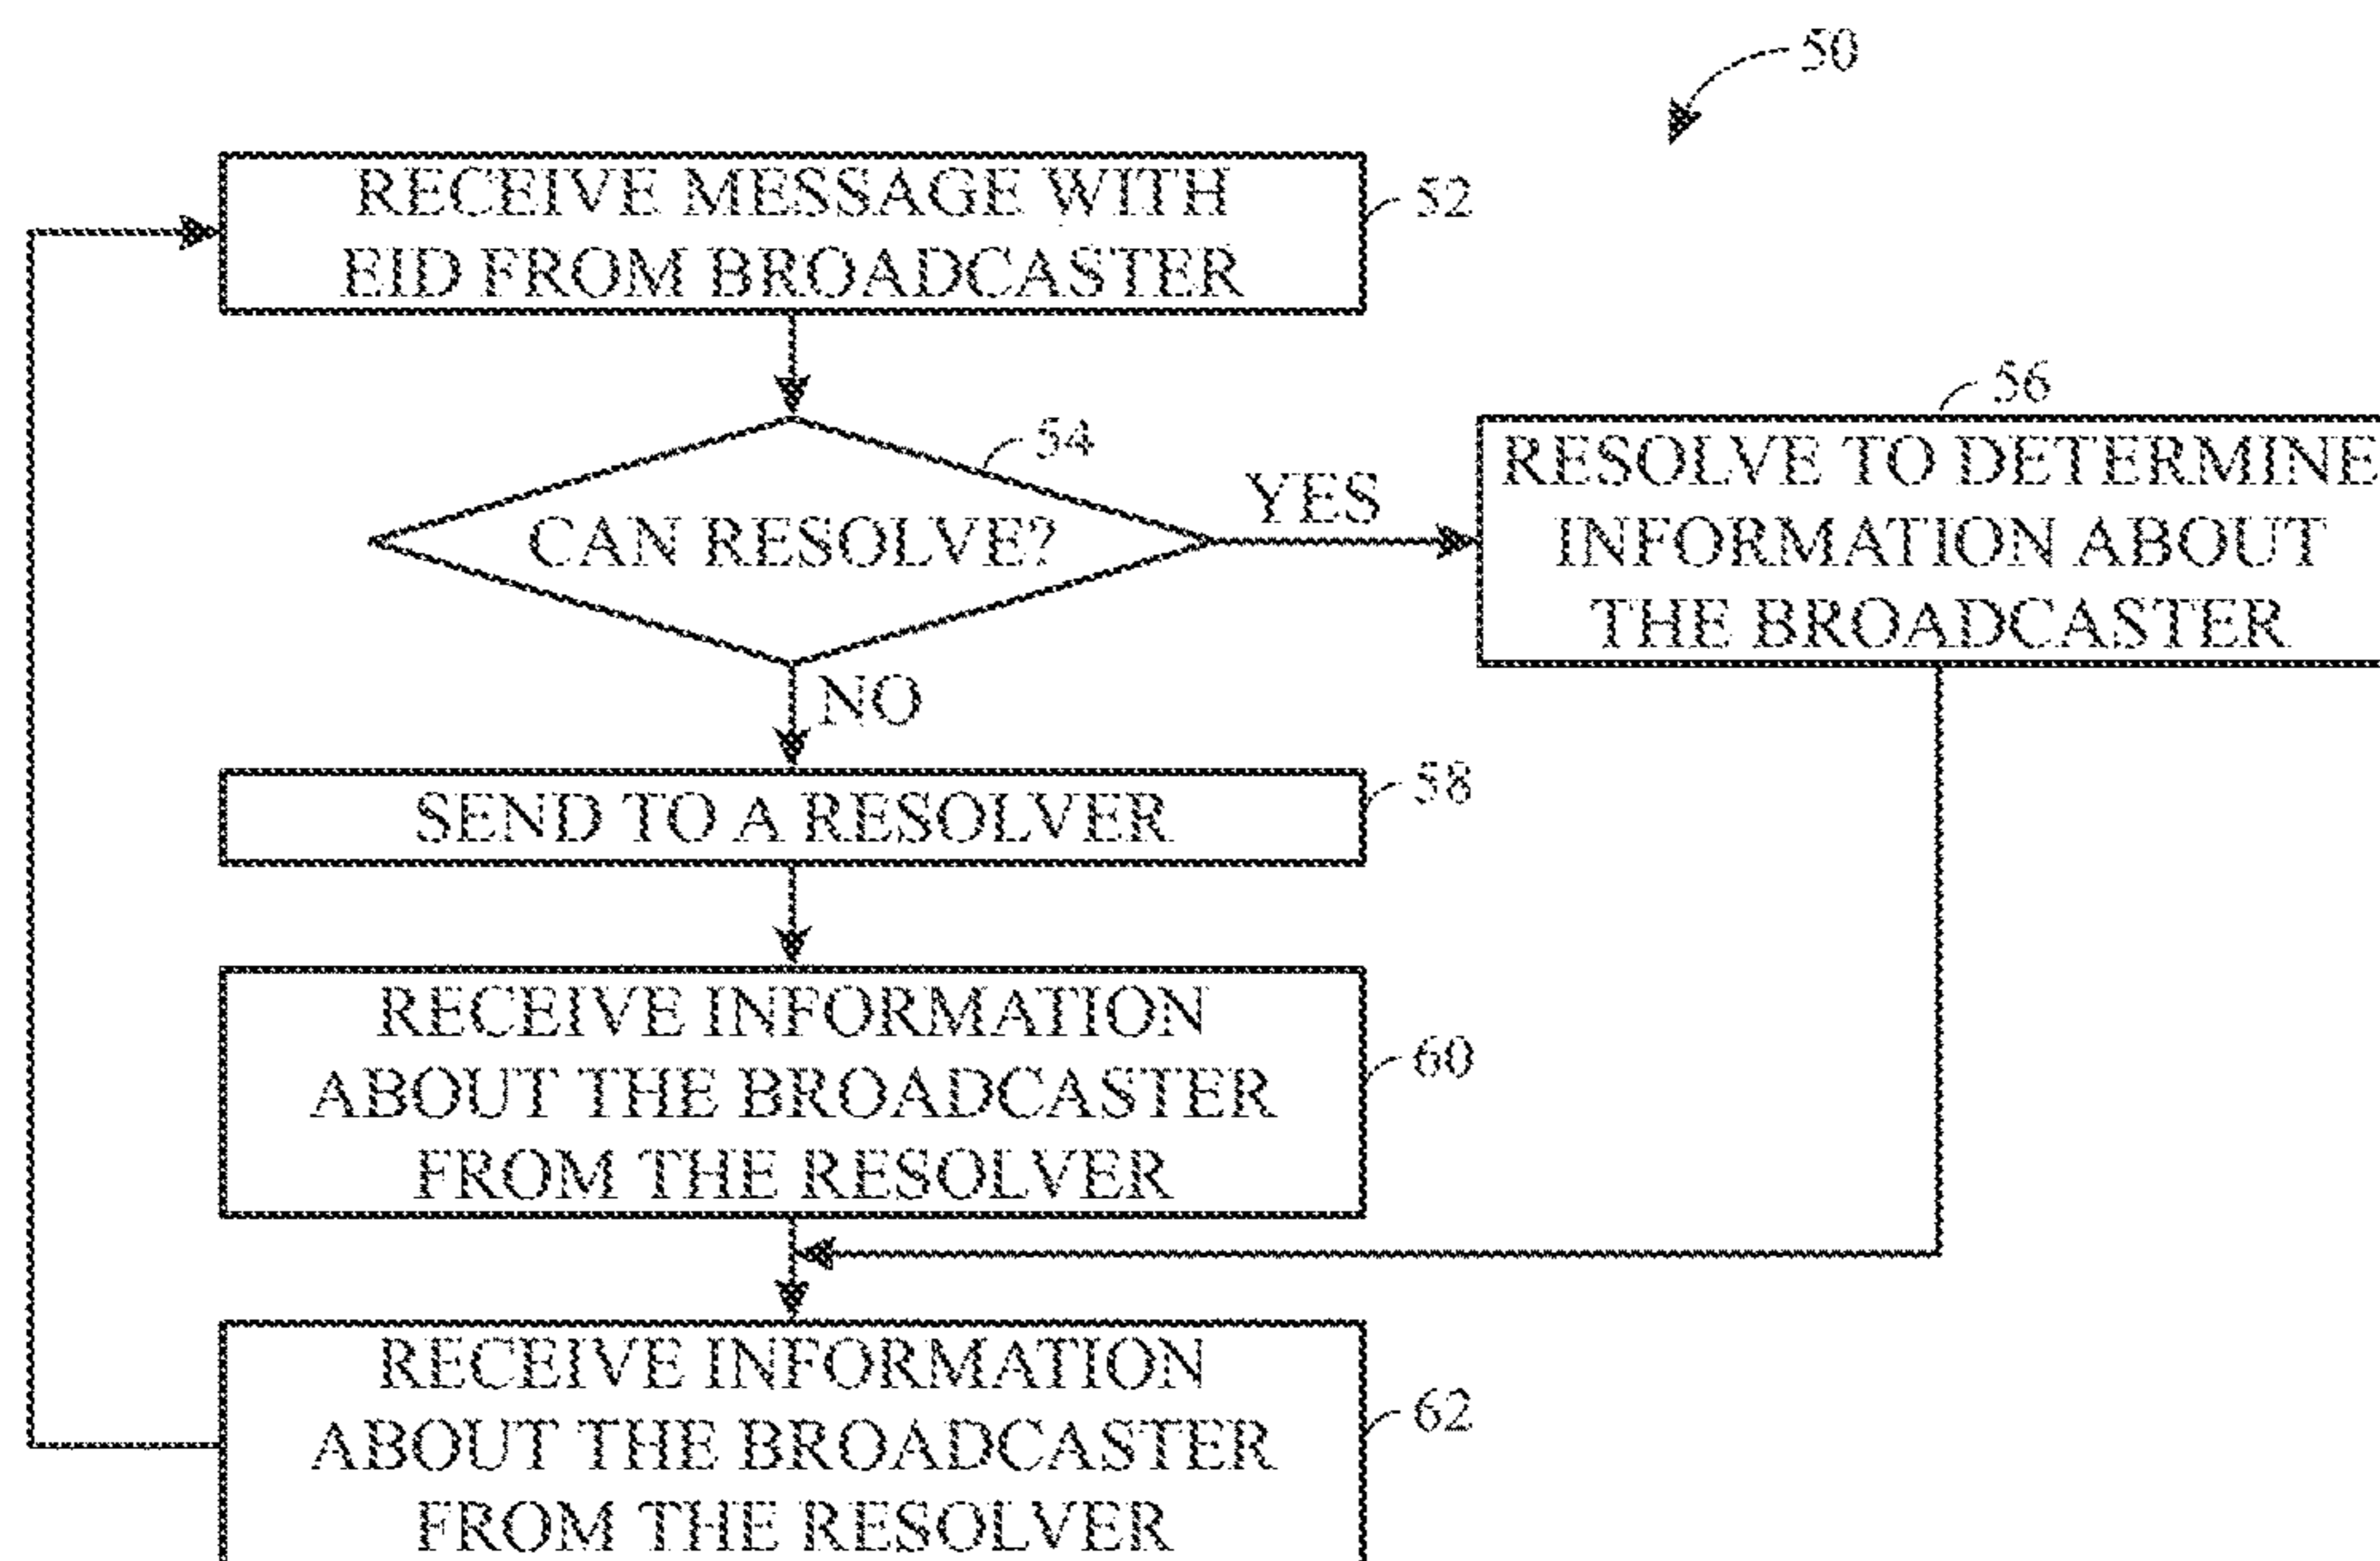 50
RECEIVE MESSAGE WITH
EID FROM BROADCASTER
52
54
CAN RESOLVE?
YES
56
RESOLVE TO DETERMINE
INFORMATION ABOUT
THE BROADCASTER
NO
SEND TO A RESOLVER
58
RECEIVE INFORMATION
ABOUT THE BROADCASTER
FROM THE RESOLVER
60
RECEIVE INFORMATION
ABOUT THE BROADCASTER
FROM THE RESOLVER
62